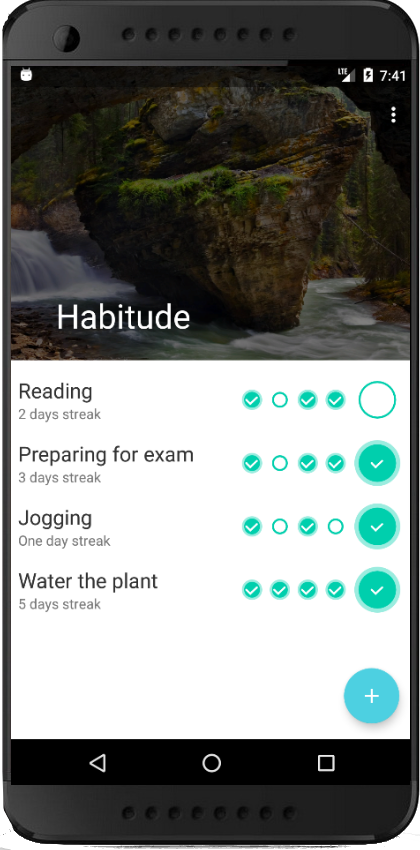 LTE 7:41
Habitude
Reading
2 days streak
Preparing for exam
3 days streak
Jogging
One day streak
Water the plant
5 days streak